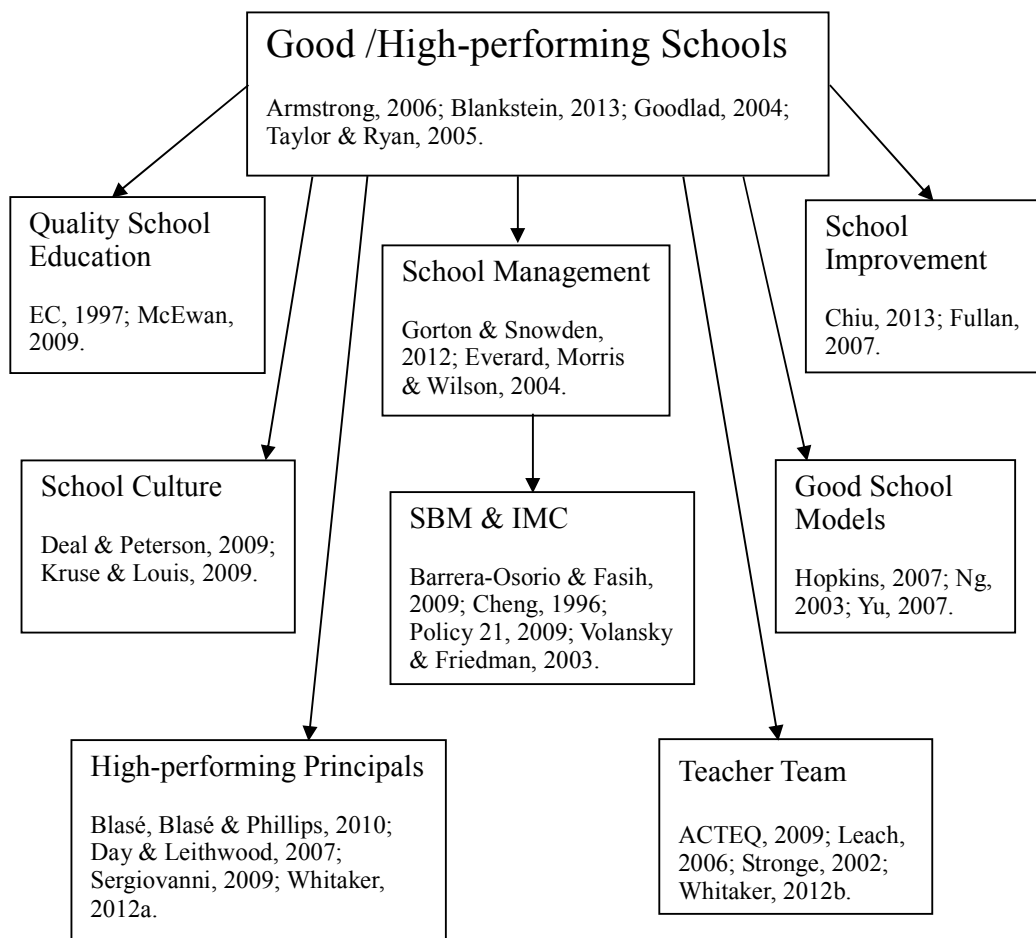 Good /High-performing Schools
Armstrong, 2006; Blankstein, 2013; Goodlad, 2004;
Taylor & Ryan, 2005.
Quality School
Education
EC, 1997; McEwan,
2009.
School Management
Gorton & Snowden,
2012; Everard, Morris
& Wilson, 2004.
School
Improvement
Chiu, 2013; Fullan,
2007.
School Culture
Deal & Peterson, 2009;
Kruse & Louis, 2009.
SBM & IMC
Barrera-Osorio & Fasih,
2009; Cheng, 1996;
Policy 21, 2009; Volansky
& Friedman, 2003.
Good School
Models
Hopkins, 2007; Ng,
2003; Yu, 2007.
High-performing Principals
Blasé, Blasé & Phillips, 2010;
Day & Leithwood, 2007;
Sergiovanni, 2009; Whitaker,
2012a.
Teacher Team
ACTEQ, 2009; Leach,
2006; Stronge, 2002;
Whitaker, 2012b.